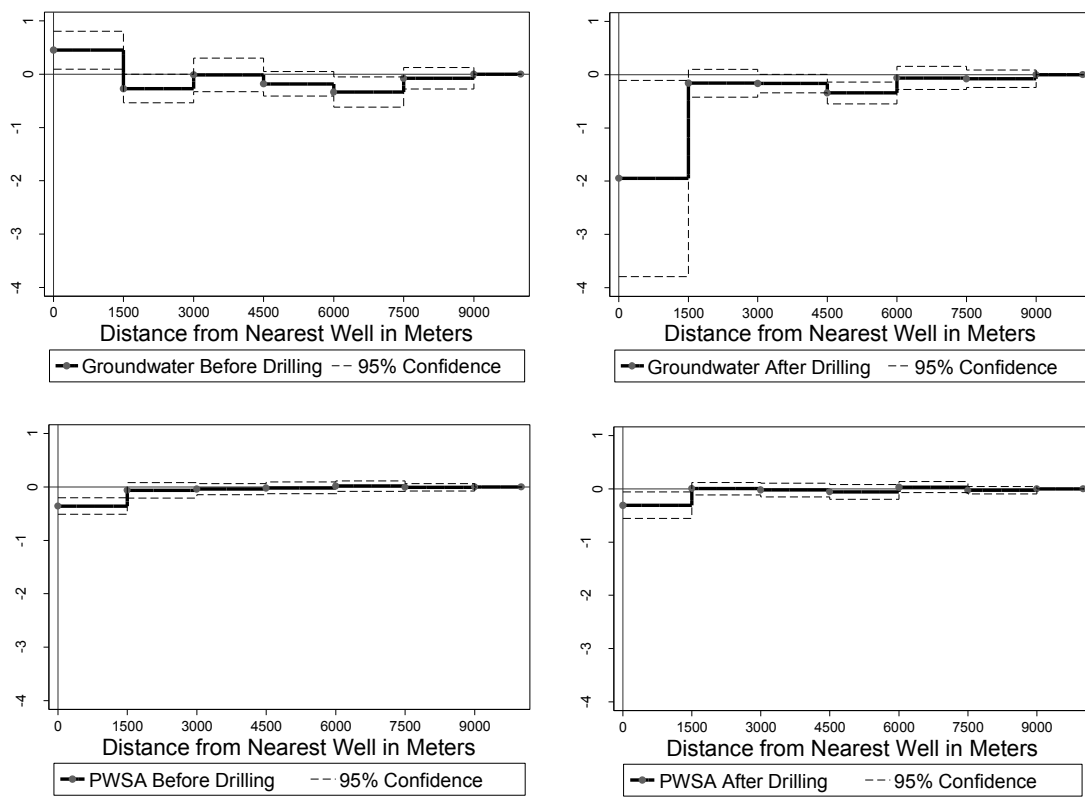 1
0
-1
-2
-3
-4
0 1500 3000 4500 6000 7500 9000
Distance from Nearest Well in Meters
Groundwater Before Drilling 95% Confidence
1
0
-1
-2
-3
-4
0 1500 3000 4500 6000 7500 9000
Distance from Nearest Well in Meters
Groundwater After Drilling 95% Confidence
1
0
-1
-2
-3
-4
0 1500 3000 4500 6000 7500 9000
Distance from Nearest Well in Meters
PWSA Before Drilling 95% Confidence
1
0
-1
-2
-3
-4
0 1500 3000 4500 6000 7500 9000
Distance from Nearest Well in Meters
PWSA After Drilling 95% Confidence